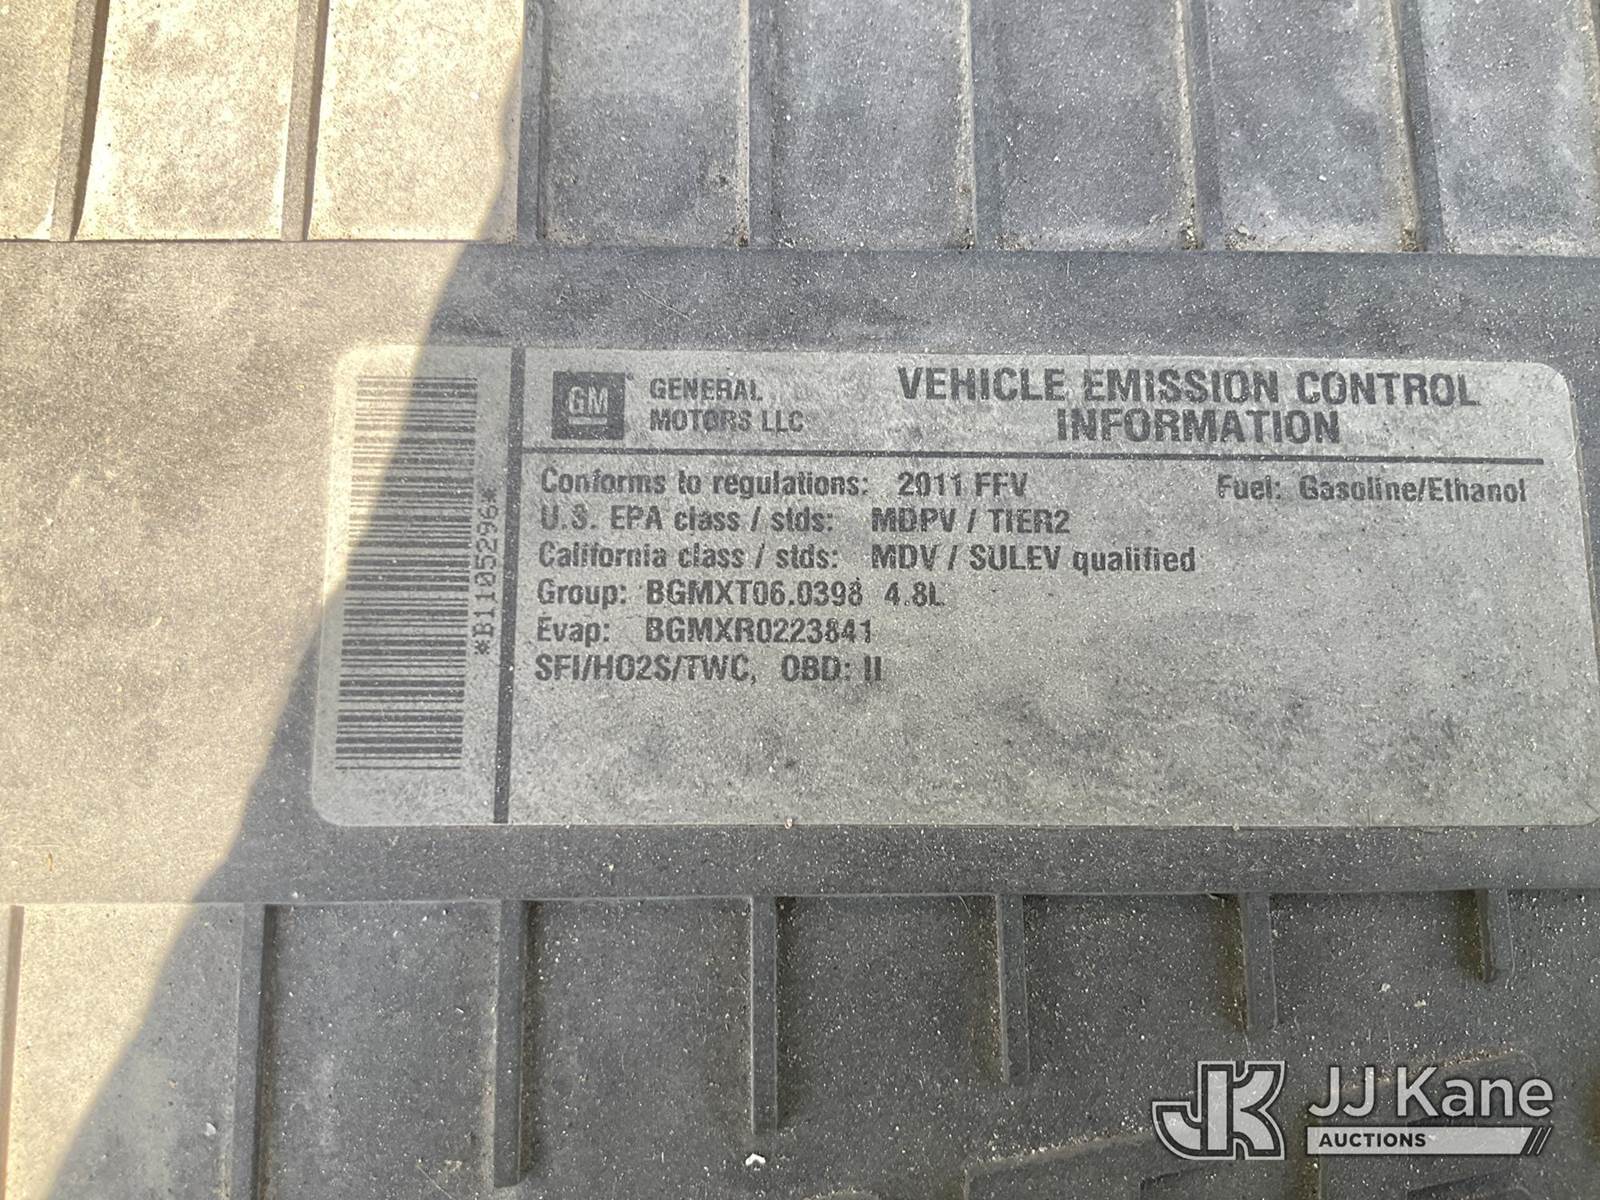 *B11052296*
GM
GENERAL
MOTORS LLC
VEHICLE EMISSION CONTROL
INFORMATION
Conforms to regulations: 2011 FFV Fuel: Gasoline/Ethanol
U.S. EPA class / stds: MDPV / TIER2
California class / stds: MDV / SULEV qualified
Group: BGMXT06.0398 4.8L
Evap: BGMXR0223841
SFI/HO2S/TWC, OBD: II
JK JJ Kane
AUCTIONS